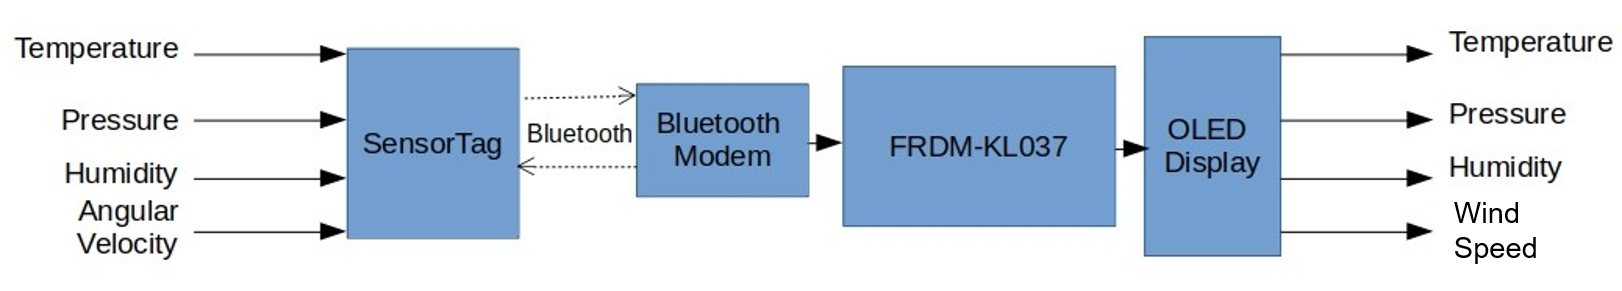 Temperature
Pressure
Humidity
Angular
Velocity
SensorTag
Bluetooth
Bluetooth
Modem
FRDM-KL037
OLED
Display
Temperature
Pressure
Humidity
Wind
Speed